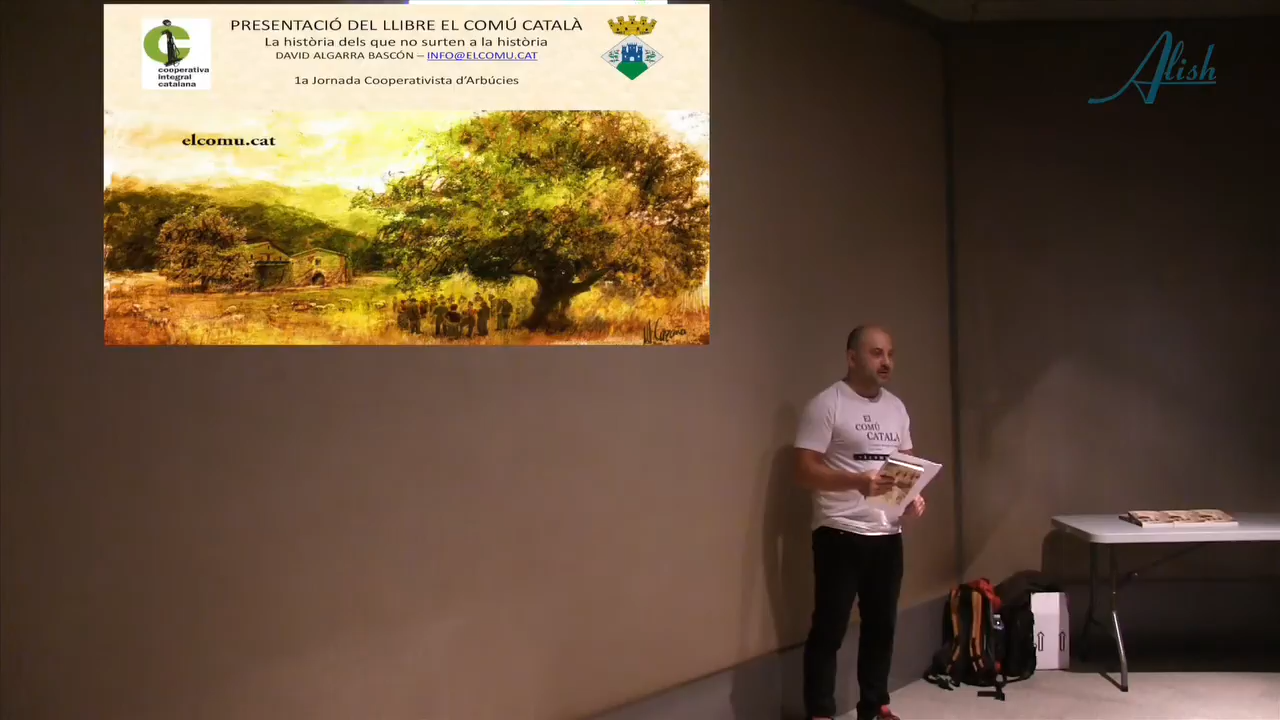 PRESENTACIÓ DEL LLIBRE EL COMÚ CATALÀ
La història dels que no surten a la història
DAVID ALGARRA BASCÓN – INFO@ELCOMU.CAT
1a Jornada Cooperativista d'Arbúcies
cooperativa
integral
catalana
elcomu.cat
Alish
El
COMÚ
CATALÀ